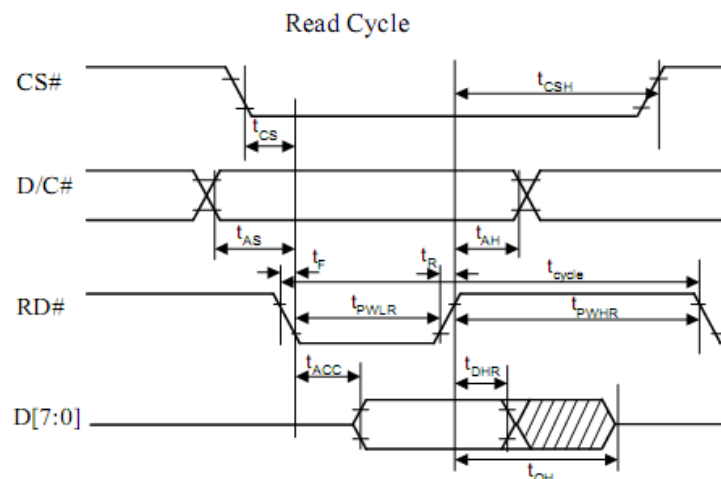 Read Cycle
CS#
tCSH
tCS
D/C#
tAS
tAH
tF
tR
tcycle
RD#
tPWLR
tPWHR
tACC
tDHR
D[7:0]
tOH